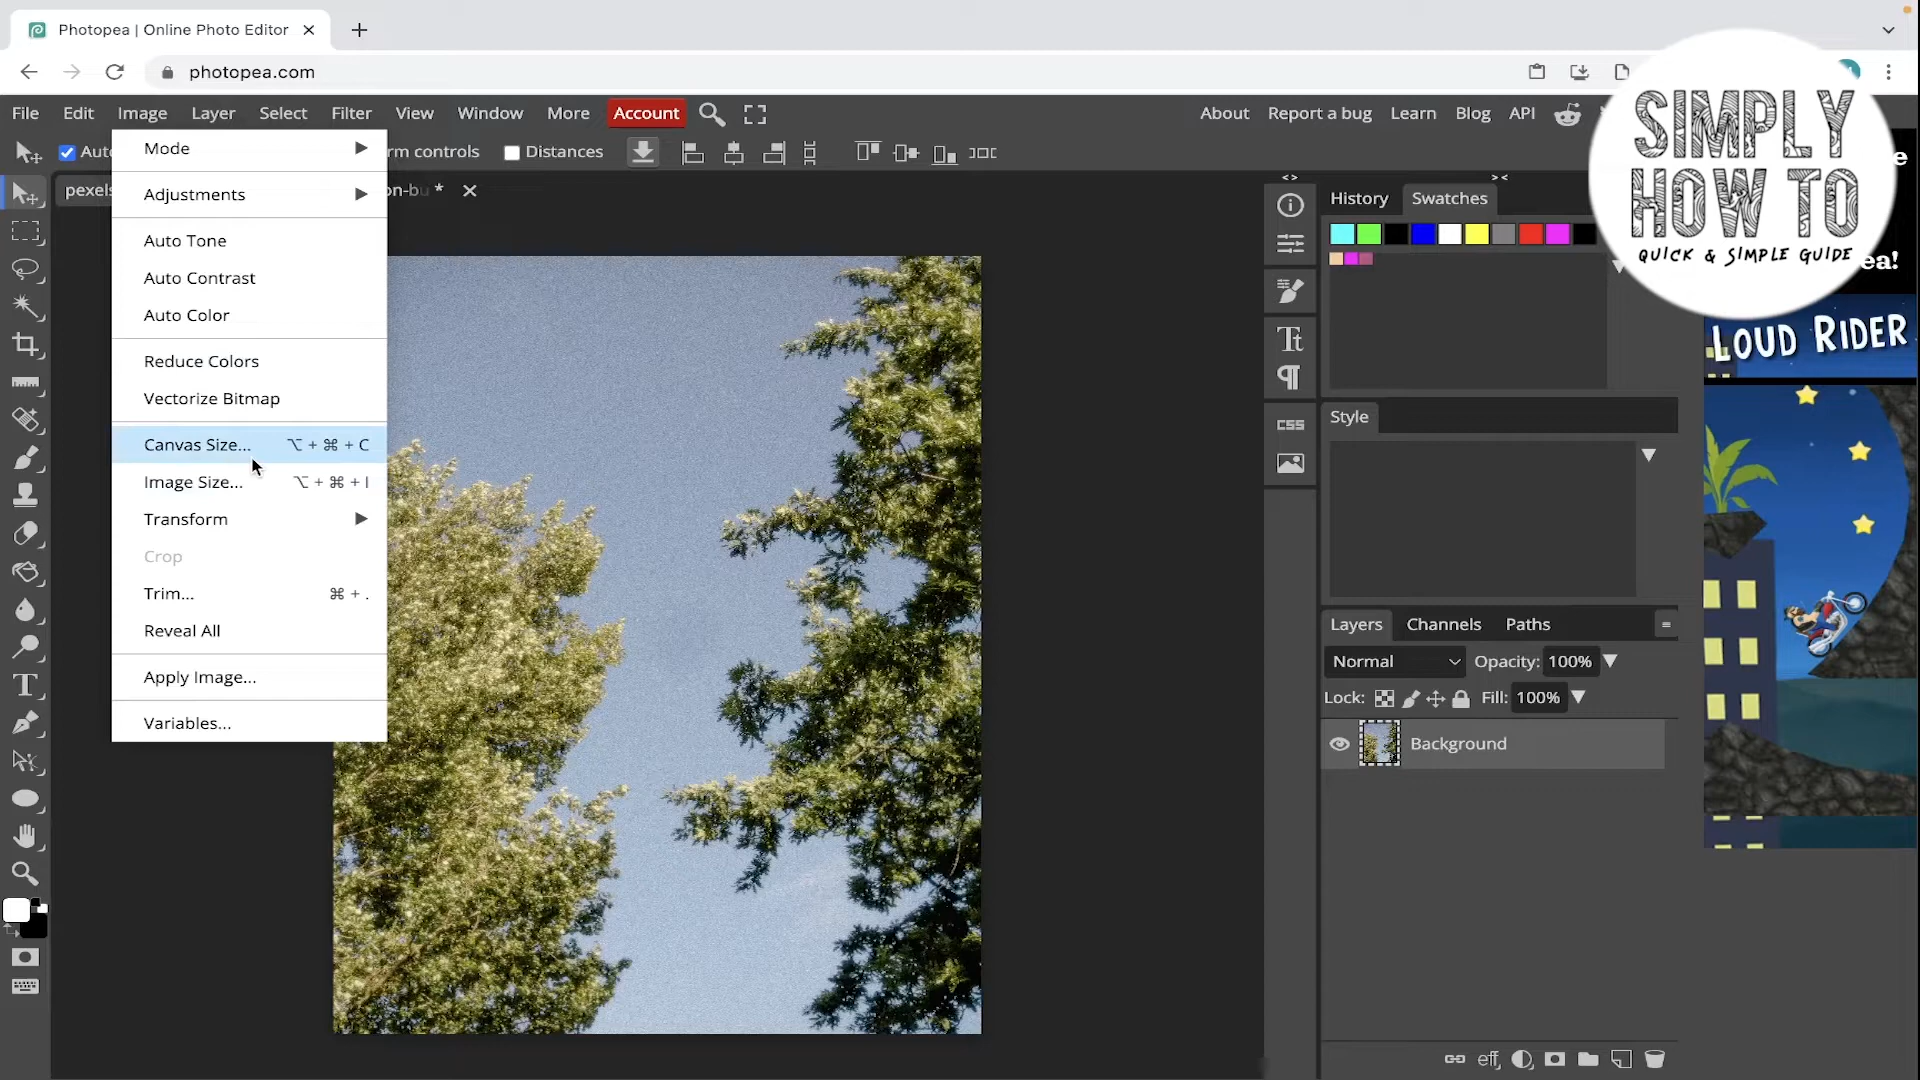 Photopea | Online Photo Editor
photopea.com
File Edit Image Layer Select Filter View Window More Account
About Report a bug Learn Blog API
Distances
History Swatches
Style
Layers Channels Paths
Normal Opacity: 100%
Lock: Fill: 100%
Background
Mode
Adjustments
Auto Tone
Auto Contrast
Auto Color
Reduce Colors
Vectorize Bitmap
Canvas Size... ⌥ + ⌘ + C
Image Size... ⌥ + ⌘ + I
Transform
Crop
Trim... ⌘ + .
Reveal All
Apply Image...
Variables...
Tt
CSS
eff
SIMPLY
HOW TO
QUICK & SIMPLE GUIDE
LOUD RIDER